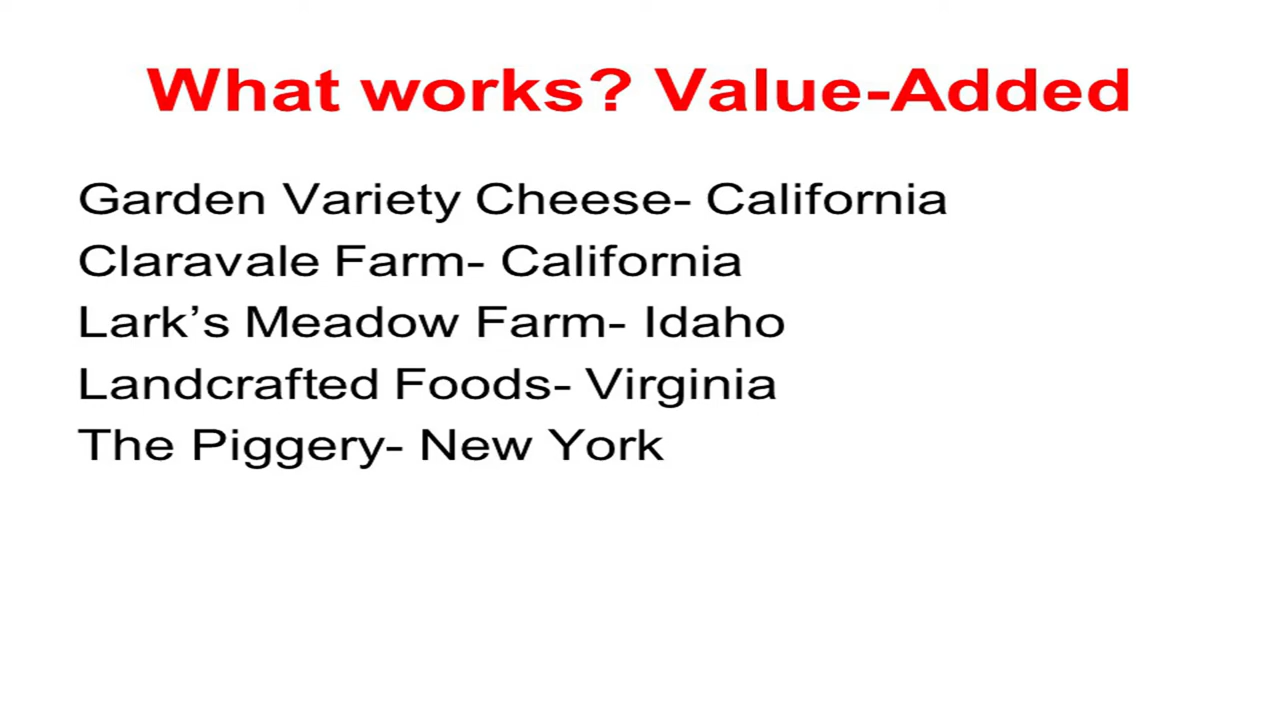 What works? Value-Added
Garden Variety Cheese- California
Claravale Farm- California
Lark’s Meadow Farm- Idaho
Landcrafted Foods- Virginia
The Piggery- New York